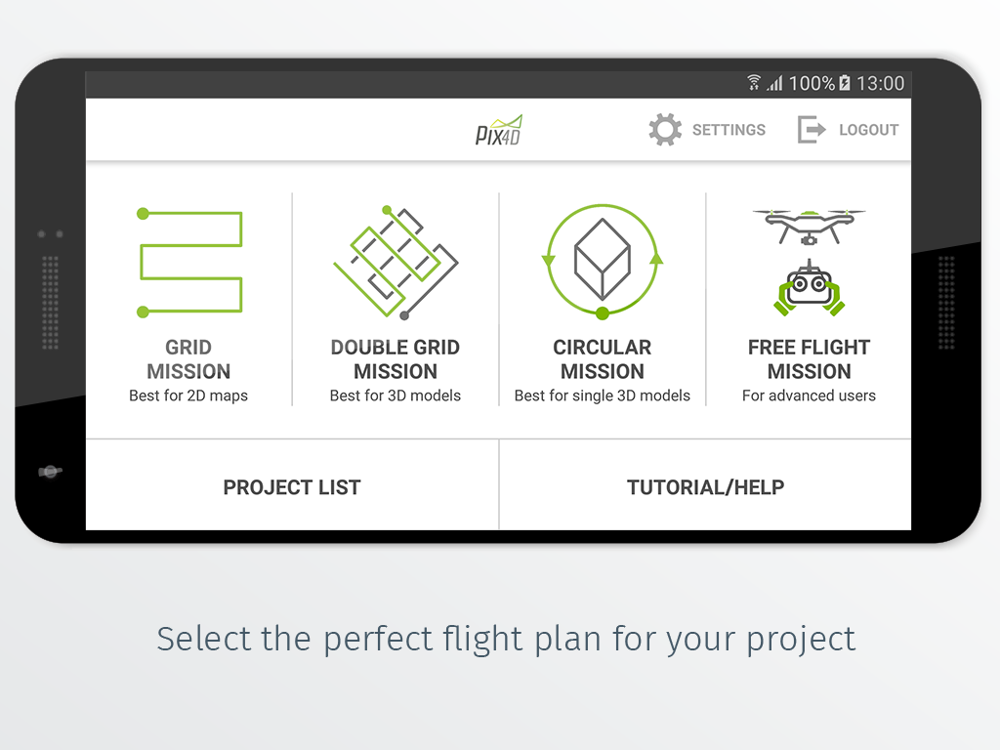 100% 13:00
PIX4D SETTINGS LOGOUT
GRID
MISSION
Best for 2D maps
DOUBLE GRID
MISSION
Best for 3D models
CIRCULAR
MISSION
Best for single 3D models
FREE FLIGHT
MISSION
For advanced users
PROJECT LIST
TUTORIAL/HELP
Select the perfect flight plan for your project